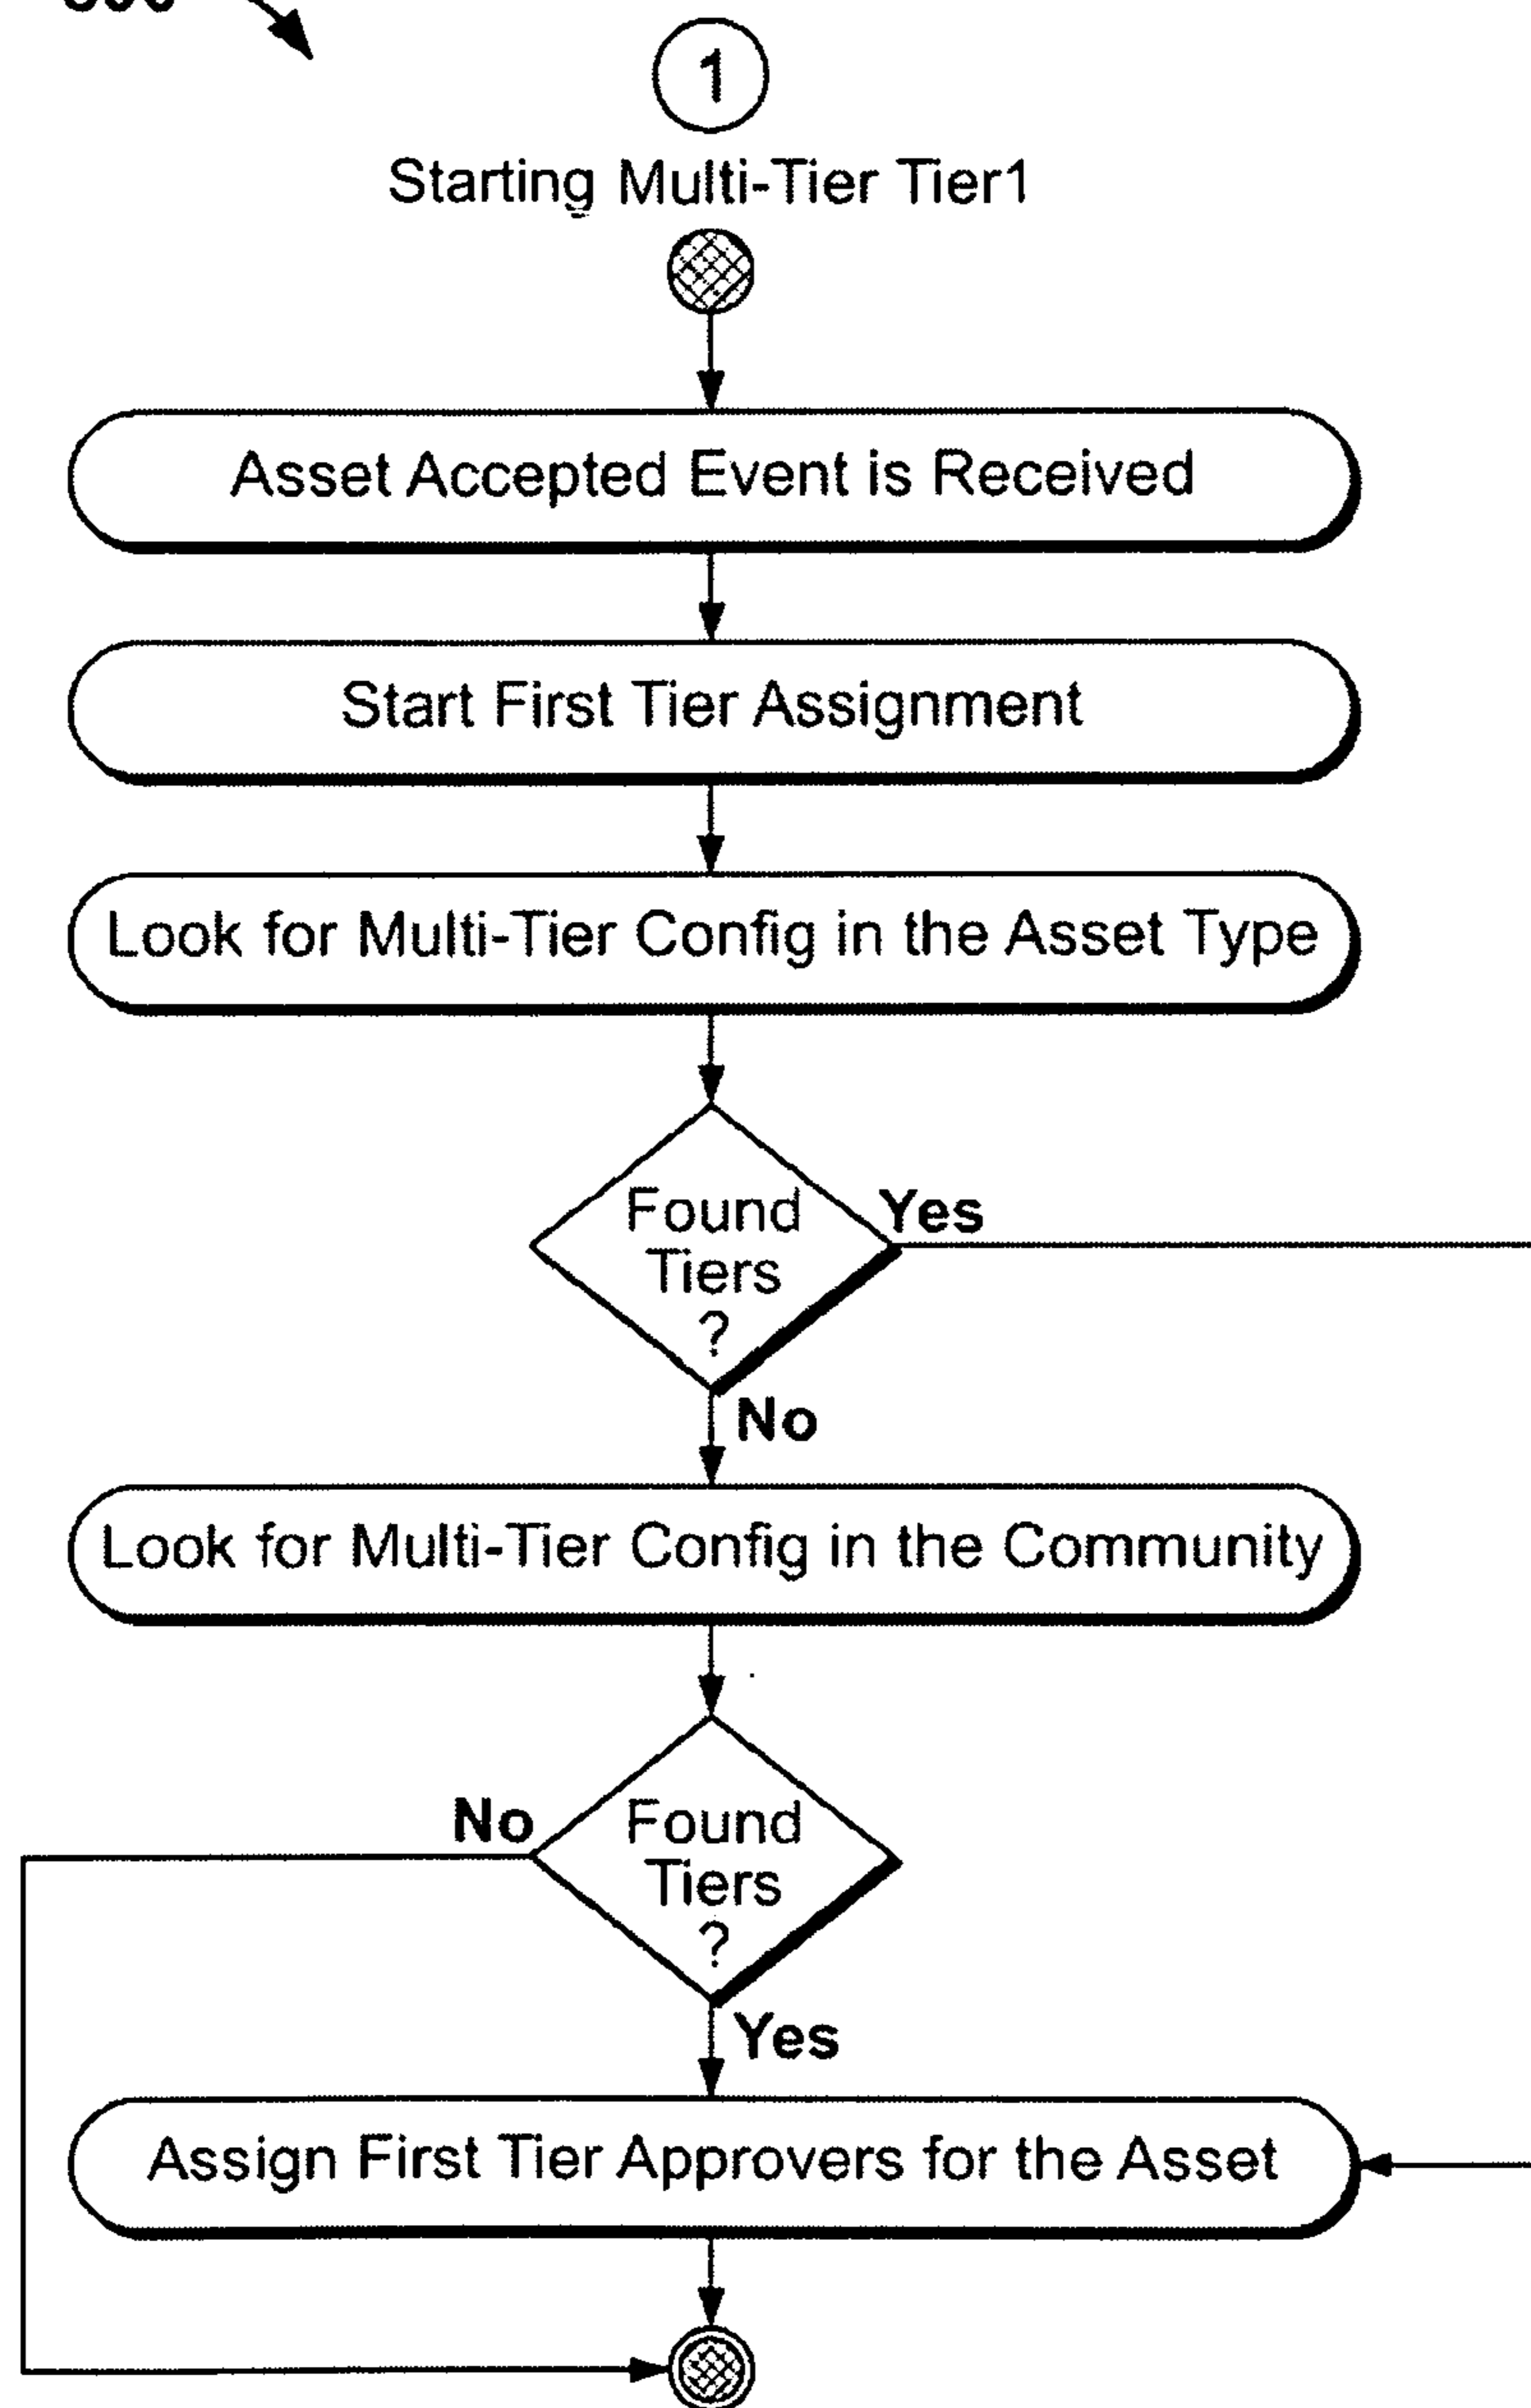 1
Starting Multi-Tier Tier1
Asset Accepted Event is Received
Start First Tier Assignment
Look for Multi-Tier Config in the Asset Type
Found
Tiers
?
Yes
No
Look for Multi-Tier Config in the Community
No
Found
Tiers
?
Yes
Assign First Tier Approvers for the Asset